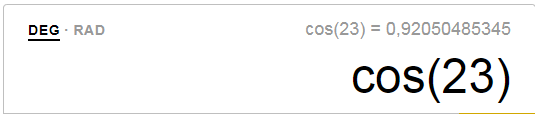 DEG · RAD cos(23) = 0,92050485345
cos(23)